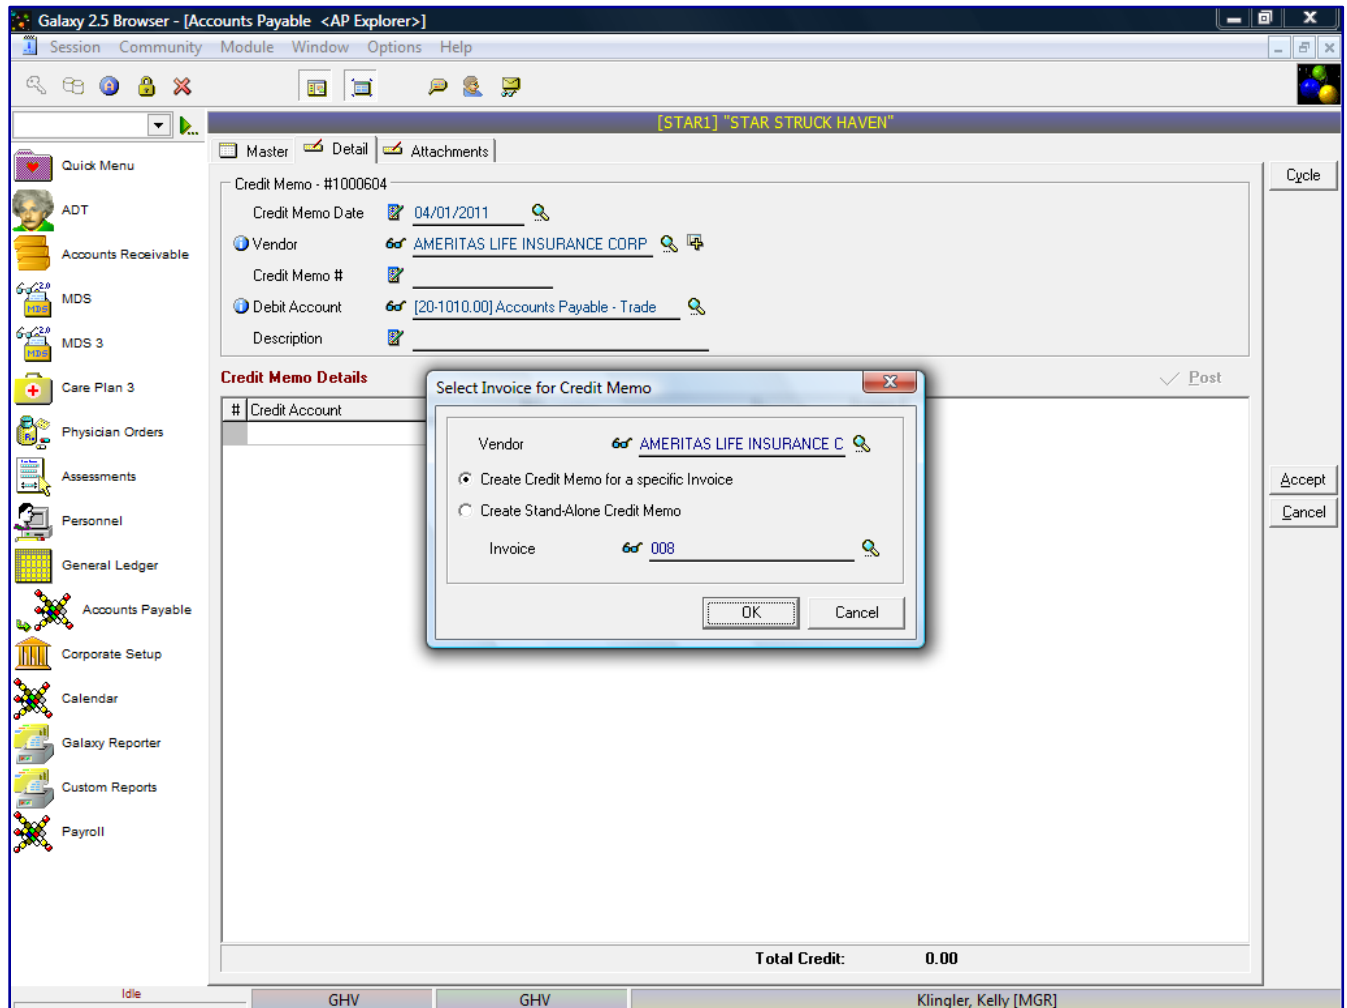 Galaxy 2.5 Browser - [Accounts Payable <AP Explorer>]
Session Community Module Window Options Help
[STAR1] "STAR STRUCK HAVEN"
Master Detail Attachments
Quick Menu
ADT
Accounts Receivable
MDS
MDS 3
Care Plan 3
Physician Orders
Assessments
Personnel
General Ledger
Accounts Payable
Corporate Setup
Calendar
Galaxy Reporter
Custom Reports
Payroll
Credit Memo - #1000604
Credit Memo Date 04/01/2011
Vendor AMERITAS LIFE INSURANCE CORP
Credit Memo #
Debit Account [20-1010.00] Accounts Payable - Trade
Description
Credit Memo Details
Post
# Credit Account
Select Invoice for Credit Memo
Vendor AMERITAS LIFE INSURANCE C
Create Credit Memo for a specific Invoice
Create Stand-Alone Credit Memo
Invoice 008
OK Cancel
Cycle
Accept
Cancel
Total Credit: 0.00
Idle GHV GHV Klingler, Kelly [MGR]